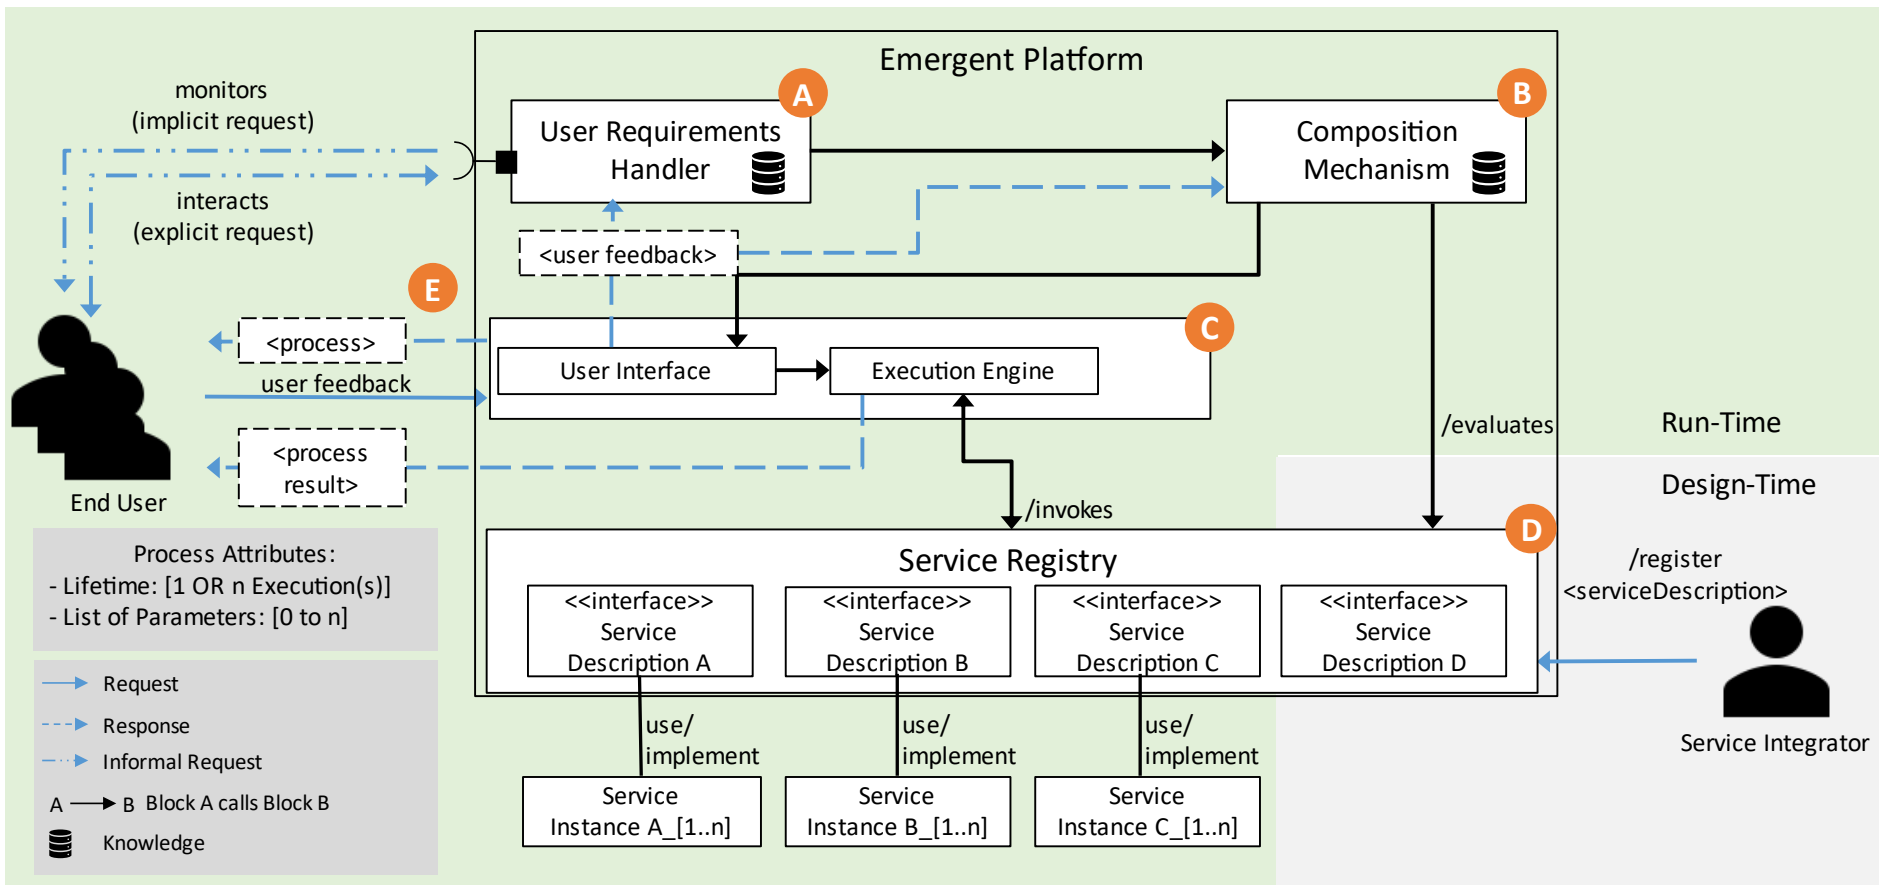 Emergent Platform
monitors
(implicit request)
interacts
(explicit request)
A
User Requirements
Handler
B
Composition
Mechanism
<user feedback>
E
<process>
user feedback
<process
result>
End User
C
User Interface
Execution Engine
/evaluates
/invokes
Run-Time
Design-Time
D
Service Registry
<<interface>>
Service
Description A
<<interface>>
Service
Description B
<<interface>>
Service
Description C
<<interface>>
Service
Description D
/register
<serviceDescription>
Service Integrator
use/
implement
use/
implement
use/
implement
Service
Instance A_[1..n]
Service
Instance B_[1..n]
Service
Instance C_[1..n]
Process Attributes:
- Lifetime: [1 OR n Execution(s)]
- List of Parameters: [0 to n]
Request
Response
Informal Request
A B Block A calls Block B
Knowledge